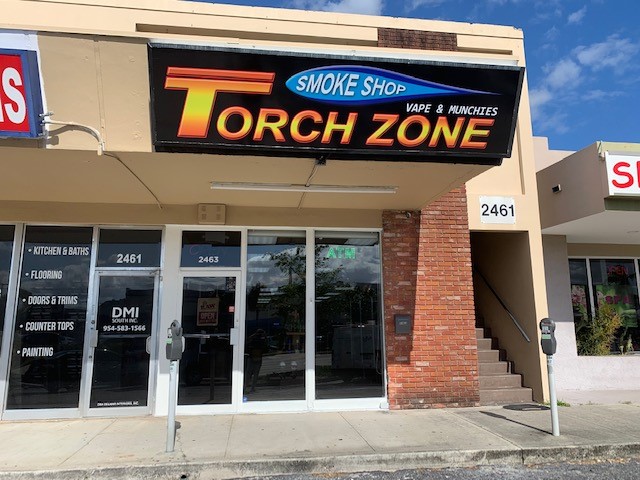 S
SMOKE SHOP
VAPE & MUNCHIES
TORCH ZONE
2461
S
• KITCHEN & BATHS
• FLOORING
• DOORS & TRIMS
• COUNTER TOPS
• PAINTING
2461
DMI
SOUTH INC.
954-583-1566
2463
OPEN
ATM